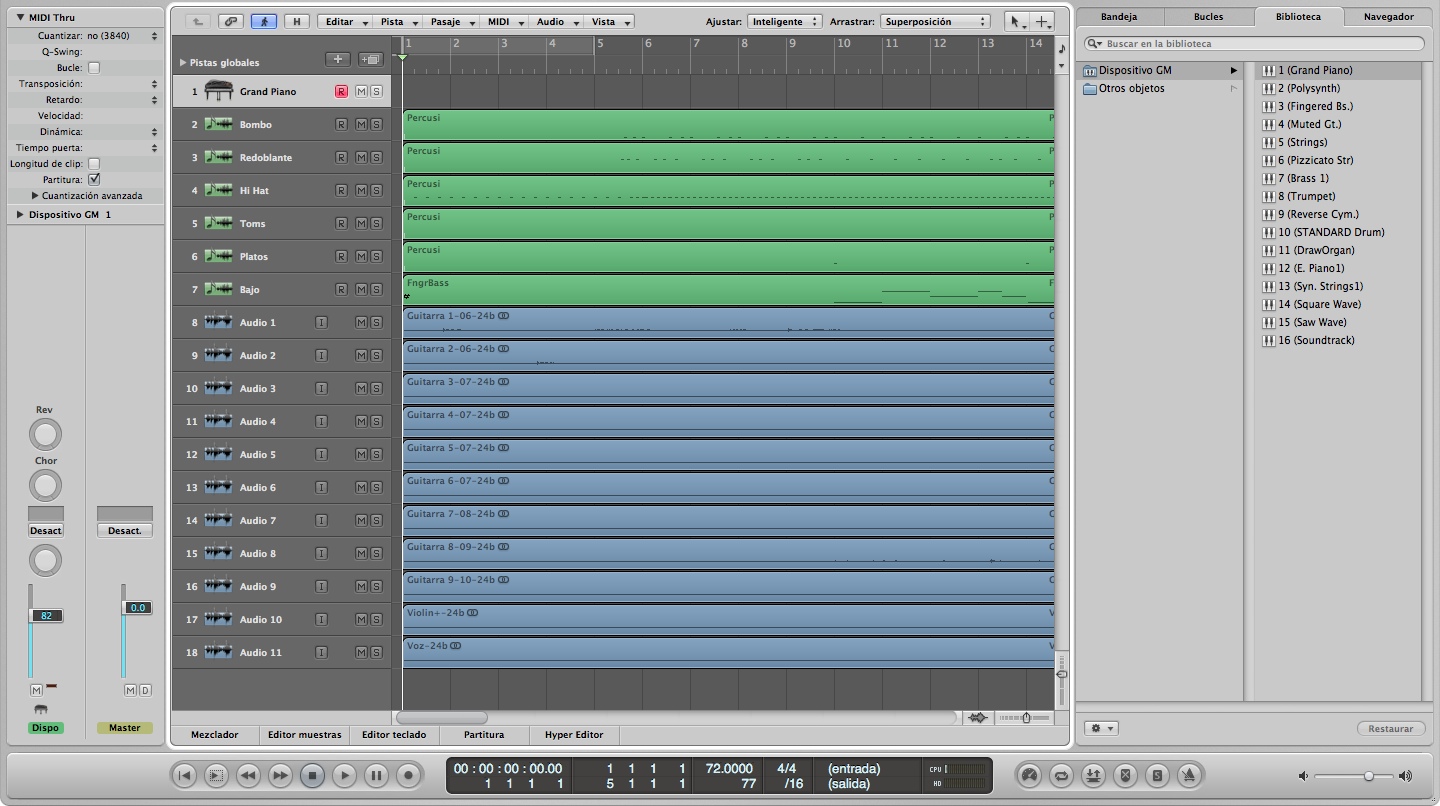 MIDI Thru
Cuantizar: no (3840)
Q-Swing:
Bucle:
Transposición:
Retardo:
Velocidad:
Dinámica:
Tiempo puerta:
Longitud de clip:
Partitura:
Cuantización avanzada
Dispositivo GM 1
Rev
Chor
Desact
Desact.
82
0.0
M
M D
Dispo
Master
H
Editar
Pista
Pasaje
MIDI
Audio
Vista
Ajustar: Inteligente
Arrastrar: Superposición
Pistas globales
1 2 3 4 5 6 7 8 9 10 11 12 13 14
1 Grand Piano R M S
2 Bombo R M S
Percusi
3 Redoblante R M S
Percusi
4 Hi Hat R M S
Percusi
5 Toms R M S
Percusi
6 Platos R M S
Percusi
7 Bajo R M S
FngrBass
8 Audio 1 I M S
Guitarra 1-06-24b
9 Audio 2 I M S
Guitarra 2-06-24b
10 Audio 3 I M S
Guitarra 3-07-24b
11 Audio 4 I M S
Guitarra 4-07-24b
12 Audio 5 I M S
Guitarra 5-07-24b
13 Audio 6 I M S
Guitarra 6-07-24b
14 Audio 7 I M S
Guitarra 7-08-24b
15 Audio 8 I M S
Guitarra 8-09-24b
16 Audio 9 I M S
Guitarra 9-10-24b
17 Audio 10 I M S
Violin+-24b
18 Audio 11 I M S
Voz-24b
Mezclador
Editor muestras
Editor teclado
Partitura
Hyper Editor
Bandeja
Bucles
Biblioteca
Navegador
Buscar en la biblioteca
Dispositivo GM
Otros objetos
1 (Grand Piano)
2 (Polysynth)
3 (Fingered Bs.)
4 (Muted Gt.)
5 (Strings)
6 (Pizzicato Str)
7 (Brass 1)
8 (Trumpet)
9 (Reverse Cym.)
10 (STANDARD Drum)
11 (DrawOrgan)
12 (E. Piano1)
13 (Syn. Strings1)
14 (Square Wave)
15 (Saw Wave)
16 (Soundtrack)
Restaurar
00 : 00 : 00 : 00.00
1 1 1 1
1 1 1 1
5 1 1 1
72.0000
77
4/4
/16
(entrada)
(salida)
CPU
HD
S